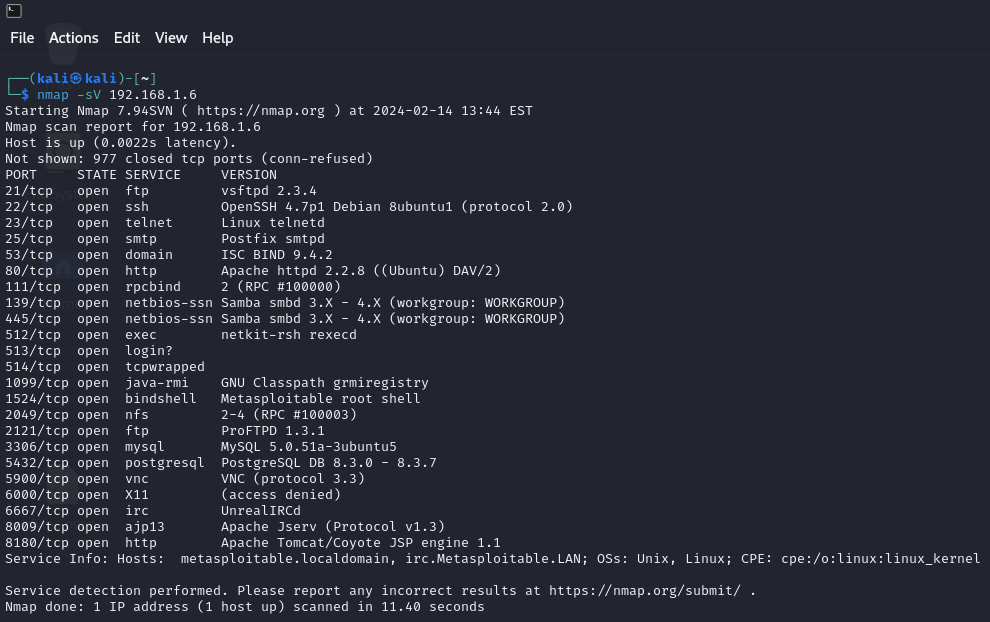 File Actions Edit View Help
┌──(kali㉿kali)-[~]
└─$ nmap -sV 192.168.1.6
Starting Nmap 7.94SVN ( https://nmap.org ) at 2024-02-14 13:44 EST
Nmap scan report for 192.168.1.6
Host is up (0.0022s latency).
Not shown: 977 closed tcp ports (conn-refused)
PORT     STATE SERVICE     VERSION
21/tcp   open  ftp         vsftpd 2.3.4
22/tcp   open  ssh         OpenSSH 4.7p1 Debian 8ubuntu1 (protocol 2.0)
23/tcp   open  telnet      Linux telnetd
25/tcp   open  smtp        Postfix smtpd
53/tcp   open  domain      ISC BIND 9.4.2
80/tcp   open  http        Apache httpd 2.2.8 ((Ubuntu) DAV/2)
111/tcp  open  rpcbind     2 (RPC #100000)
139/tcp  open  netbios-ssn Samba smbd 3.X - 4.X (workgroup: WORKGROUP)
445/tcp  open  netbios-ssn Samba smbd 3.X - 4.X (workgroup: WORKGROUP)
512/tcp  open  exec        netkit-rsh rexecd
513/tcp  open  login?
514/tcp  open  tcpwrapped
1099/tcp open  java-rmi    GNU Classpath grmiregistry
1524/tcp open  bindshell   Metasploitable root shell
2049/tcp open  nfs         2-4 (RPC #100003)
2121/tcp open  ftp         ProFTPD 1.3.1
3306/tcp open  mysql       MySQL 5.0.51a-3ubuntu5
5432/tcp open  postgresql  PostgreSQL DB 8.3.0 - 8.3.7
5900/tcp open  vnc         VNC (protocol 3.3)
6000/tcp open  X11         (access denied)
6667/tcp open  irc         UnrealIRCd
8009/tcp open  ajp13       Apache Jserv (Protocol v1.3)
8180/tcp open  http        Apache Tomcat/Coyote JSP engine 1.1
Service Info: Hosts:  metasploitable.localdomain, irc.Metasploitable.LAN; OSs: Unix, Linux; CPE: cpe:/o:linux:linux_kernel
Service detection performed. Please report any incorrect results at https://nmap.org/submit/ .
Nmap done: 1 IP address (1 host up) scanned in 11.40 seconds